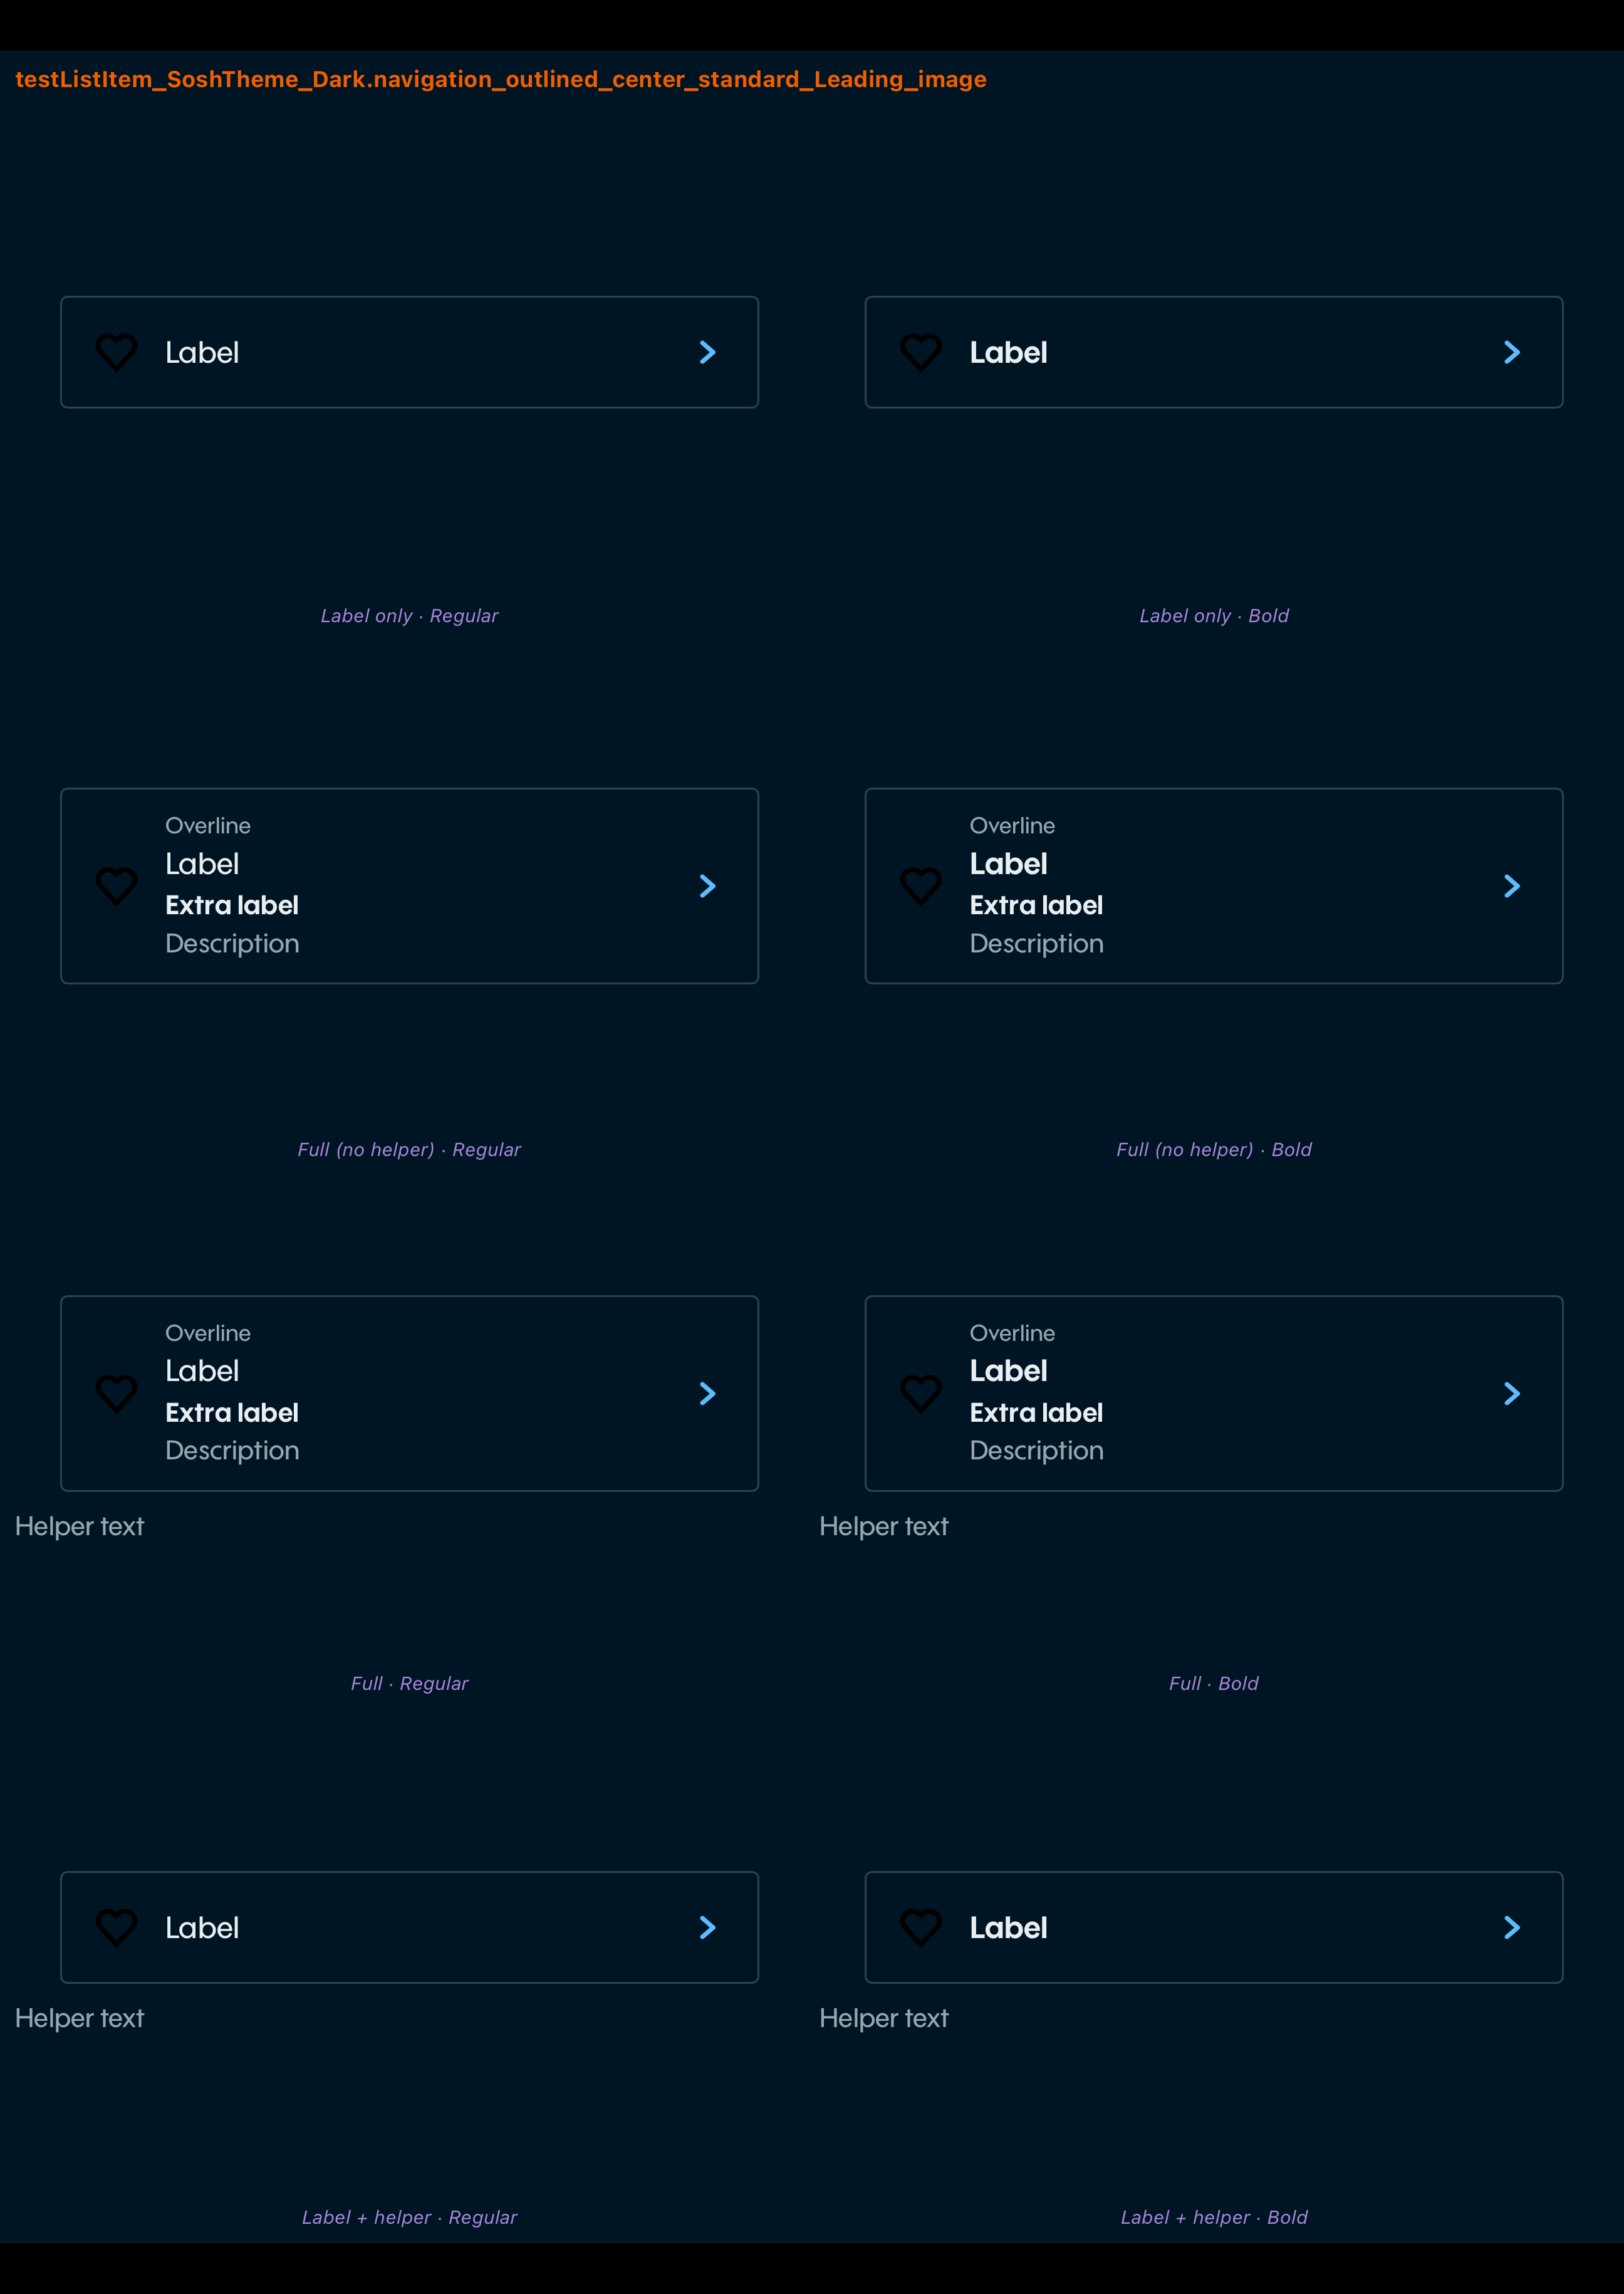 testListItem_SoshTheme_Dark.navigation_outlined_center_standard_Leading_image
Label
Label
Label only · Regular
Label only · Bold
Overline
Label
Extra label
Description
Overline
Label
Extra label
Description
Full (no helper) · Regular
Full (no helper) · Bold
Overline
Label
Extra label
Description
Helper text
Overline
Label
Extra label
Description
Helper text
Full · Regular
Full · Bold
Label
Helper text
Label
Helper text
Label + helper · Regular
Label + helper · Bold